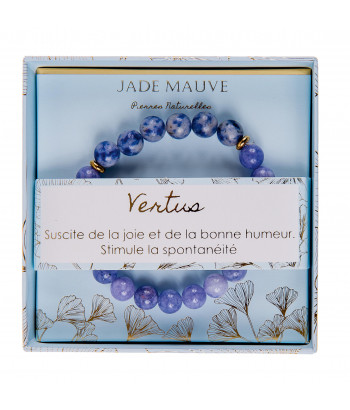 JADE MAUVE
Pierres Naturelles
Vertus
Suscite de la joie et de la bonne humeur.
Stimule la spontanéité